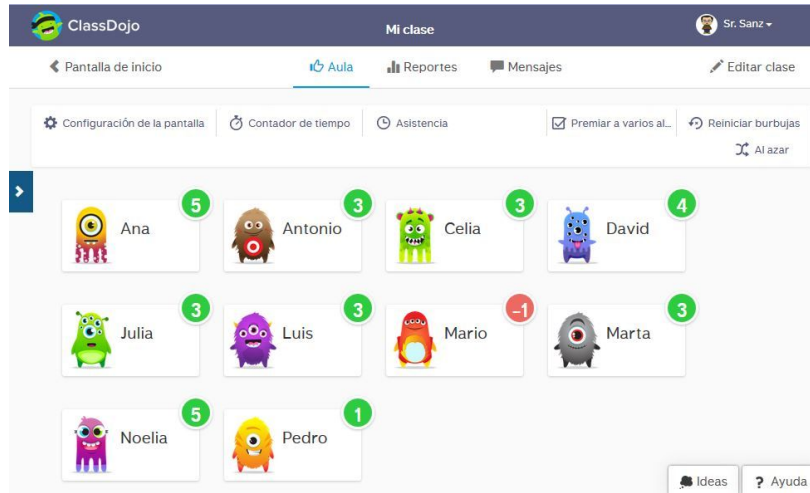 ClassDojo Mi clase Sr. Sanz
Pantalla de inicio Aula Reportes Mensajes Editar clase
Configuración de la pantalla Contador de tiempo Asistencia Premiar a varios al... Reiniciar burbujas
Al azar
5 3 3 4
Ana Antonio Celia David
3 3 -1 3
Julia Luis Mario Marta
5 1
Noelia Pedro
Ideas ? Ayuda